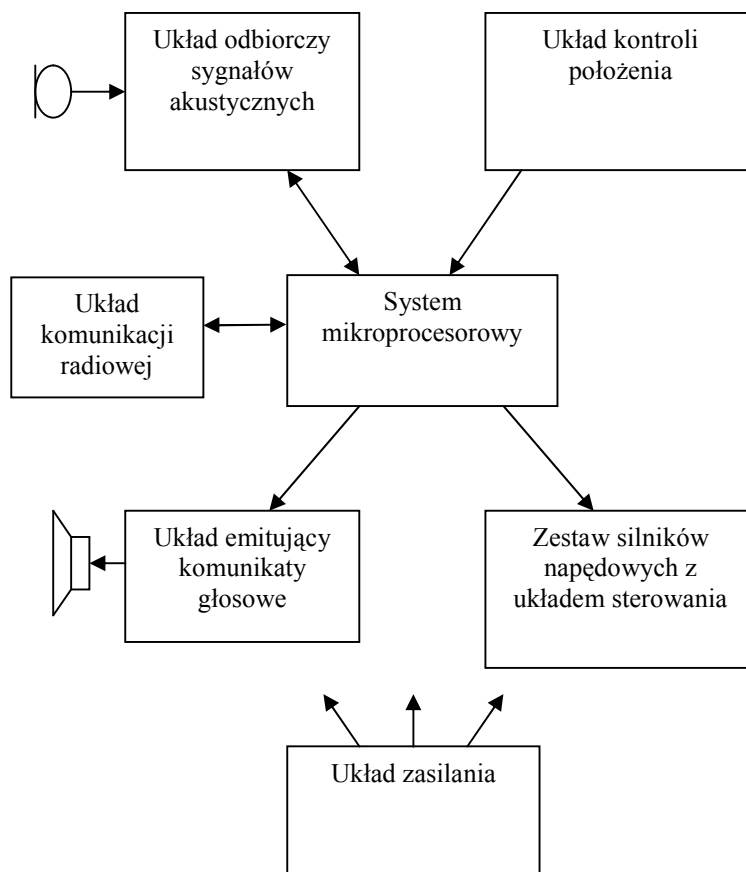 Układ odbiorczy
sygnałów
akustycznych
Układ kontroli
położenia
Układ
komunikacji
radiowej
System
mikroprocesorowy
Układ emitujący
komunikaty
głosowe
Zestaw silników
napędowych z
układem sterowania
Układ zasilania